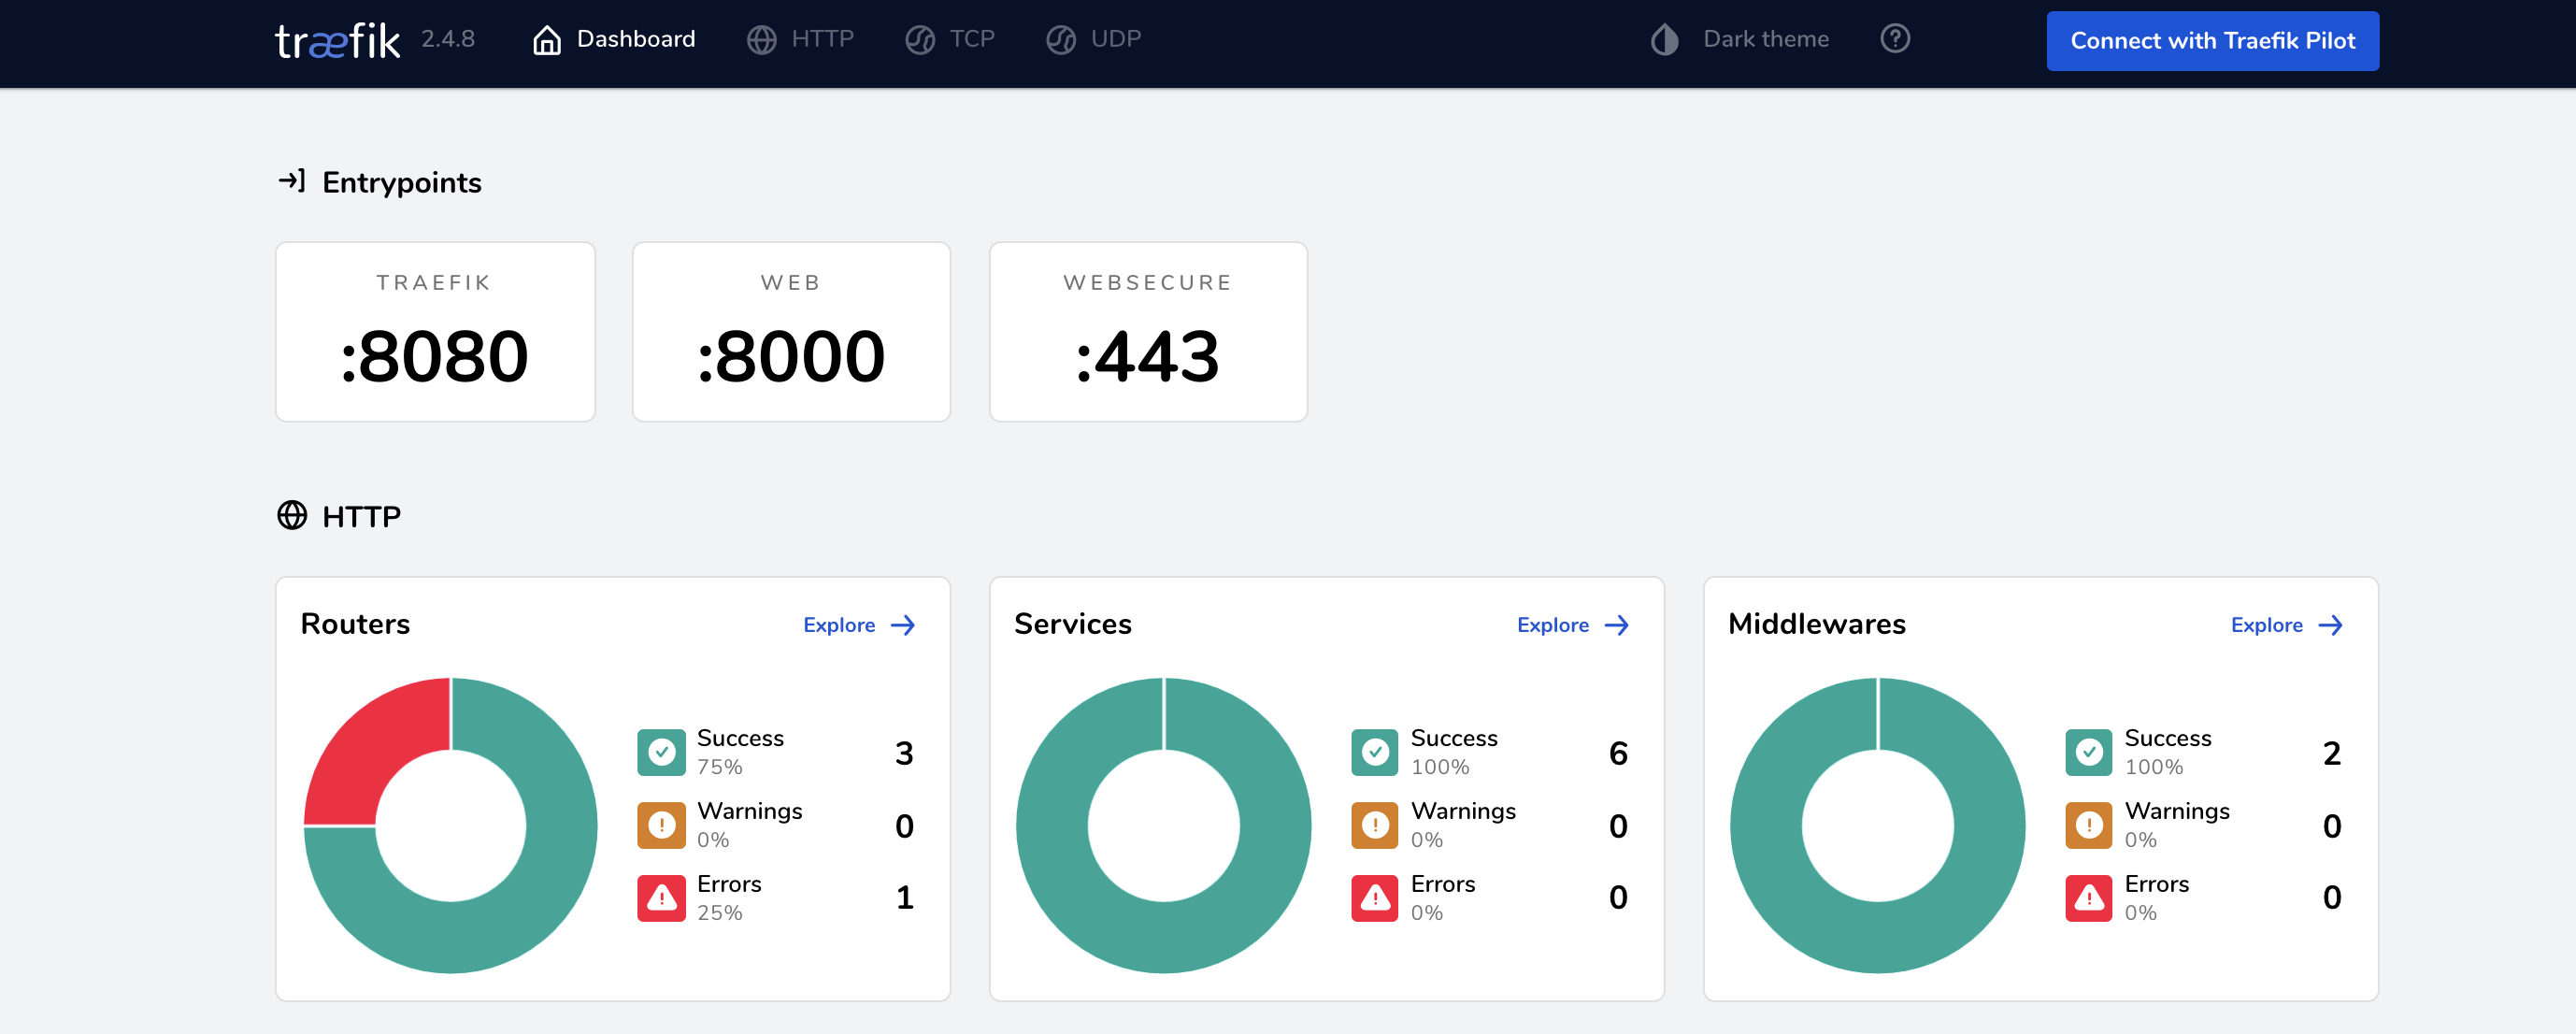 træfik 2.4.8 Dashboard HTTP TCP UDP Dark theme Connect with Traefik Pilot
Entrypoints
TRAEFIK
:8080
WEB
:8000
WEBSECURE
:443
HTTP
Routers Explore
Success 3
75%
Warnings 0
0%
Errors 1
25%
Services Explore
Success 6
100%
Warnings 0
0%
Errors 0
0%
Middlewares Explore
Success 2
100%
Warnings 0
0%
Errors 0
0%